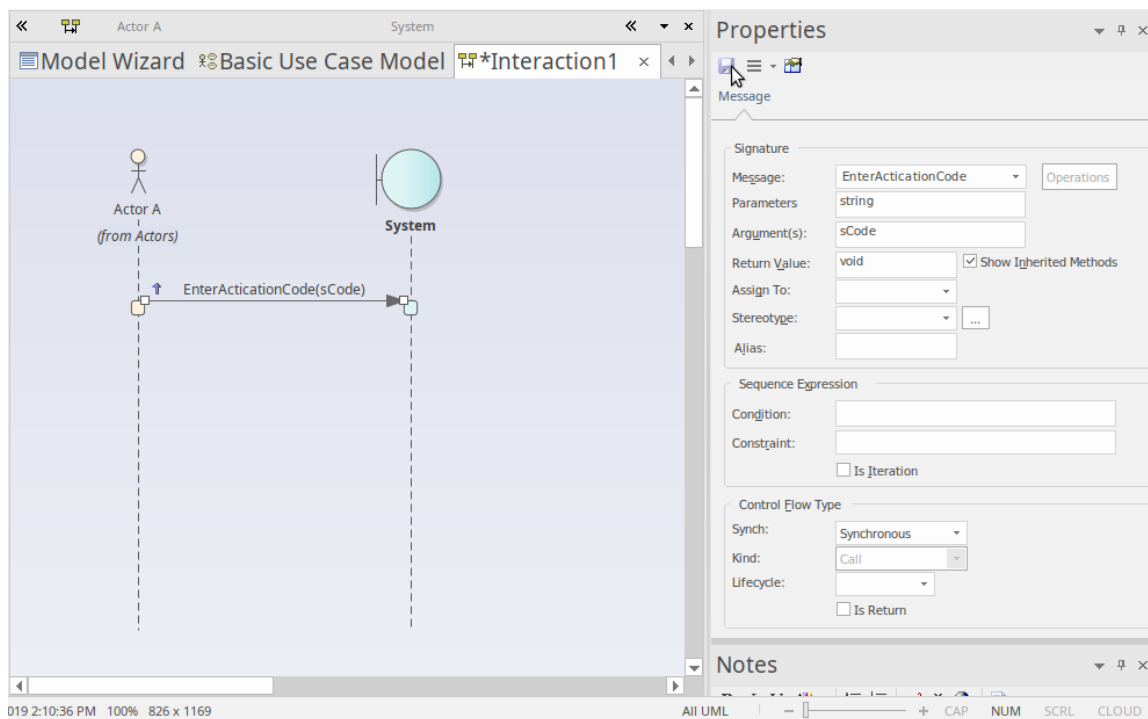 Actor A System
Model Wizard Basic Use Case Model *Interaction1
Actor A
(from Actors)
System
EnterActicationCode(sCode)
Properties
Message
Signature
Message: EnterActicationCode Operations
Parameters string
Argument(s): sCode
Return Value: void Show Inherited Methods
Assign To:
Stereotype: ...
Alias:
Sequence Expression
Condition:
Constraint:
Is Iteration
Control Flow Type
Synch: Synchronous
Kind: Call
Lifecycle:
Is Return
Notes
019 2:10:36 PM 100% 826 x 1169 All UML CAP NUM SCRL CLOUD